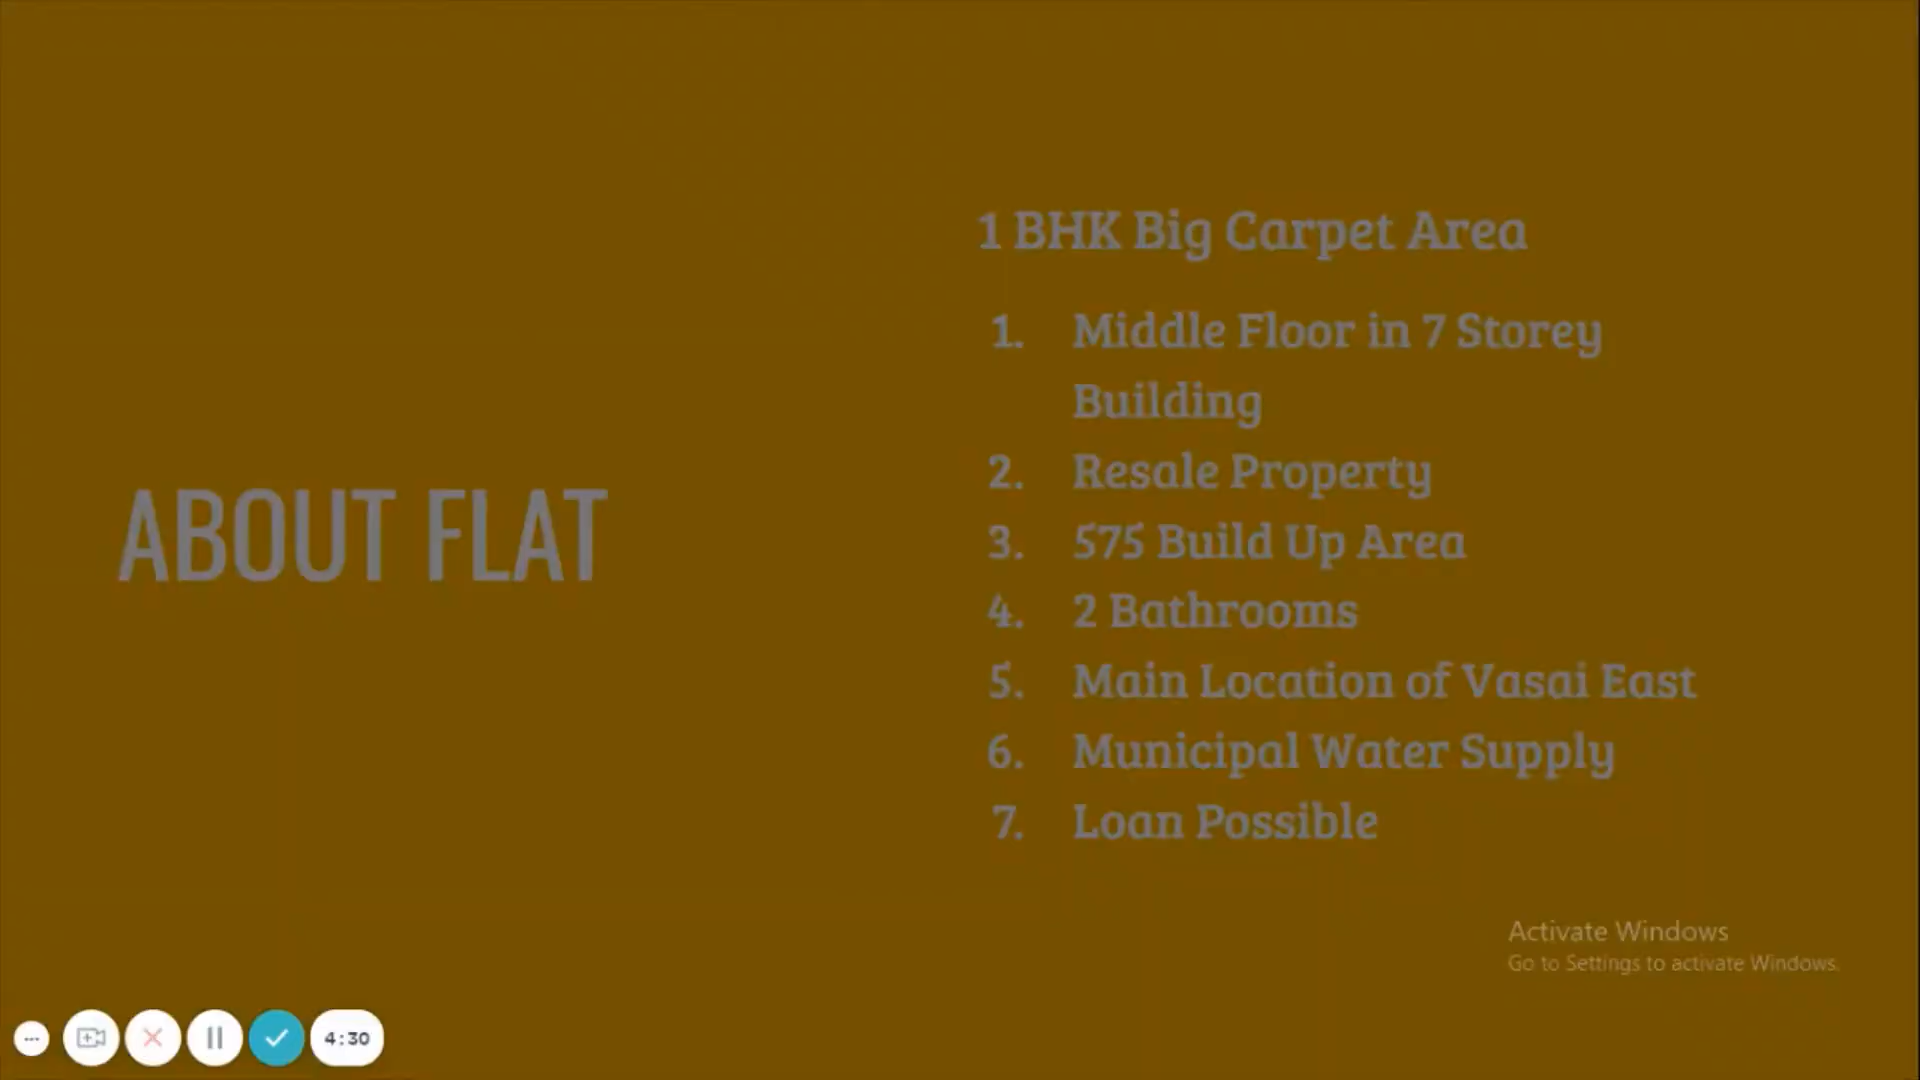 ABOUT FLAT
1 BHK Big Carpet Area
1. Middle Floor in 7 Storey
Building
2. Resale Property
3. 575 Build Up Area
4. 2 Bathrooms
5. Main Location of Vasai East
6. Municipal Water Supply
7. Loan Possible
Activate Windows
Go to Settings to activate Windows.
4:30